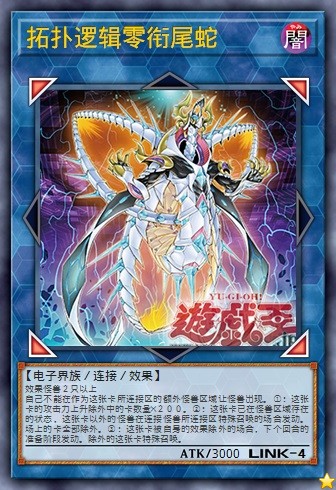 拓扑逻辑零衔尾蛇
闇
YU-GI-OH!
遊戯王
【电子界族／连接／效果】
效果怪兽２只以上
自己不能在作为这张卡所连接区的额外怪兽区域让怪兽出现。①：这张
卡的攻击力上升除外中的卡数量×２００。②：这张卡已在怪兽区域存在
的状态，这张卡以外的怪兽在连接怪兽所连接区特殊召唤的场合发动。
场上的卡全部除外。③：这张卡被自身的效果除外的场合，下个回合的
准备阶段发动。除外的这张卡特殊召唤。
ATK/3000 LINK-4